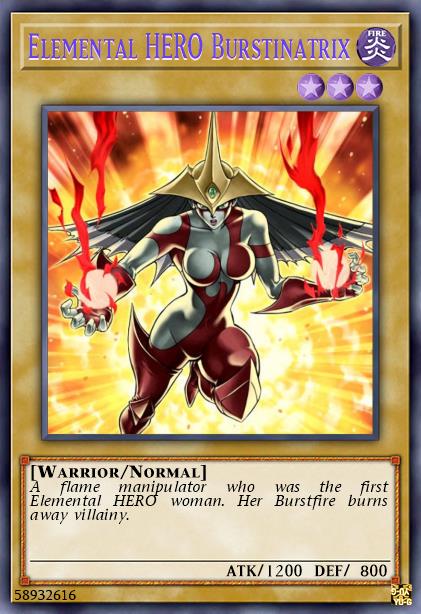 Elemental HERO Burstinatrix
FIRE
炎
[Warrior/Normal]
A flame manipulator who was the first
Elemental HERO woman. Her Burstfire burns
away villainy.
ATK/1200 DEF/ 800
58932616